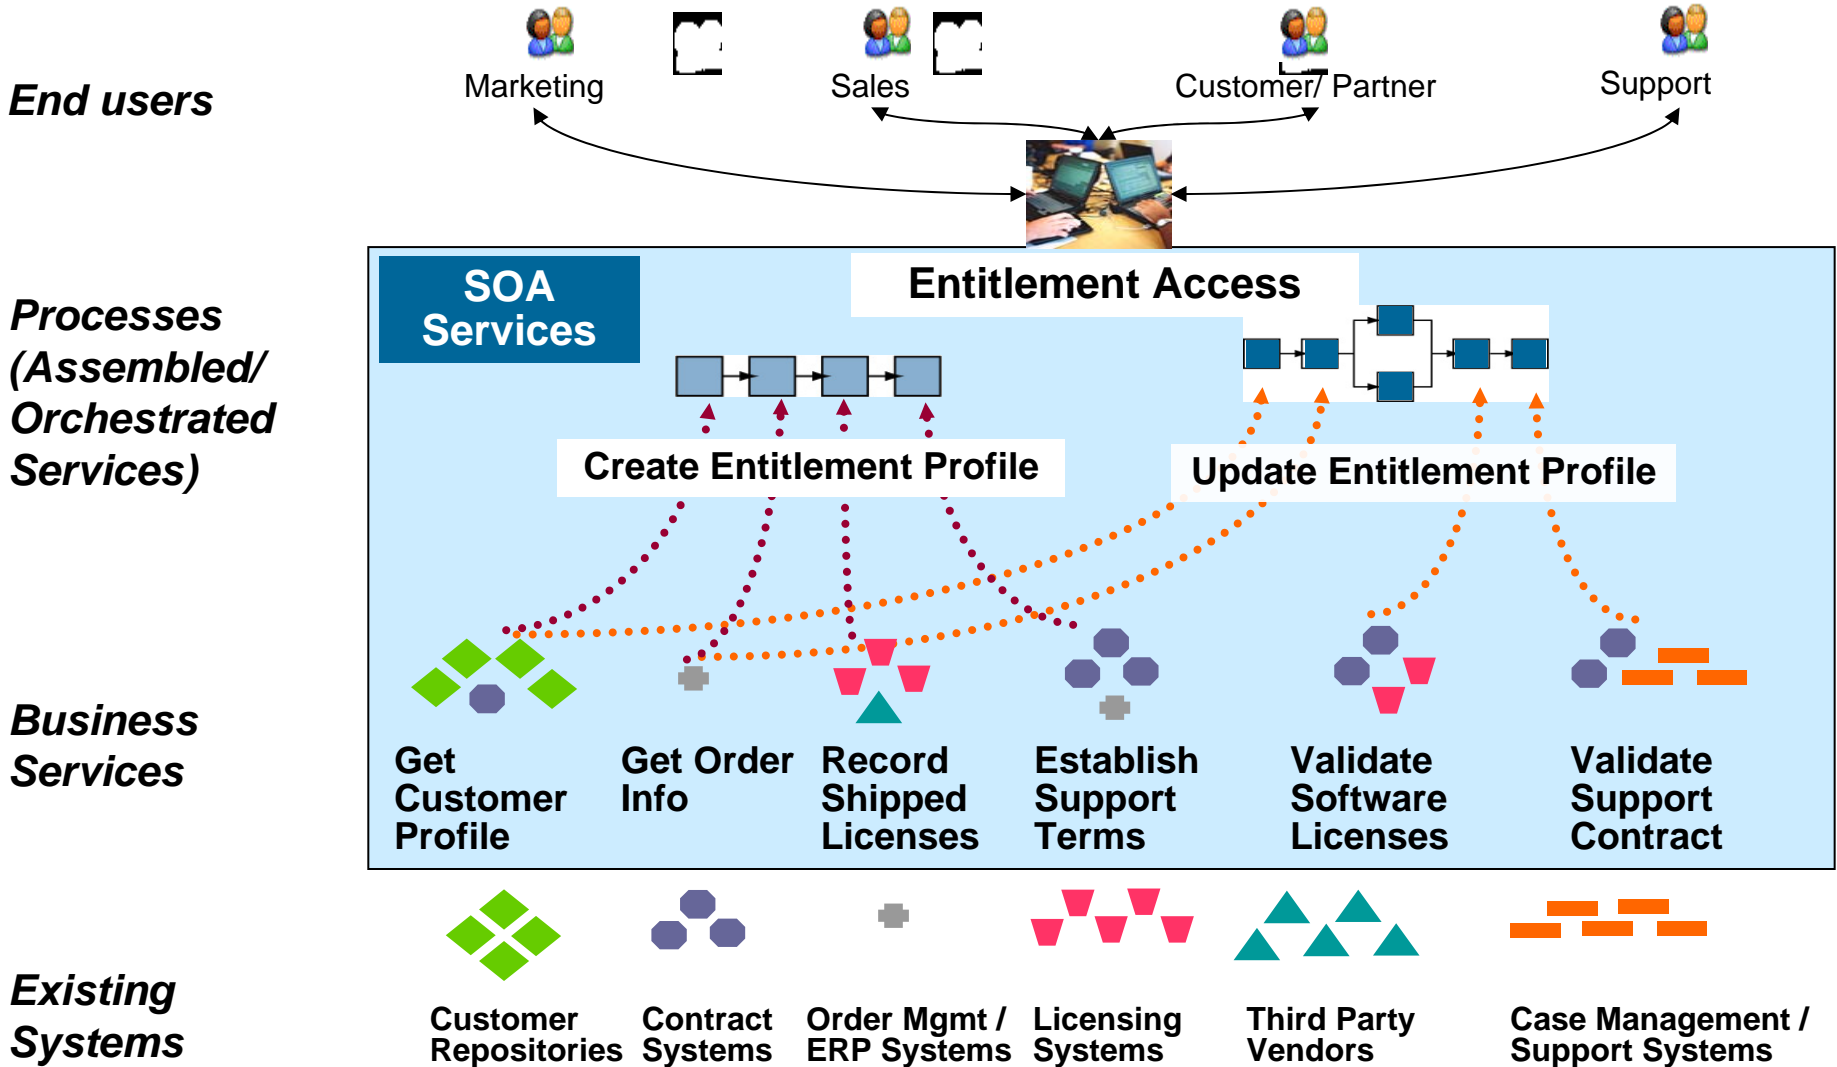 Marketing
Sales
Customer/ Partner
Support
End users
SOA
Services
Entitlement Access
Processes
(Assembled/
Orchestrated
Services)
Create Entitlement Profile
Update Entitlement Profile
Business
Services
Get
Customer
Profile
Get Order
Info
Record
Shipped
Licenses
Establish
Support
Terms
Validate
Software
Licenses
Validate
Support
Contract
Existing
Systems
Customer
Repositories
Contract
Systems
Order Mgmt /
ERP Systems
Licensing
Systems
Third Party
Vendors
Case Management /
Support Systems